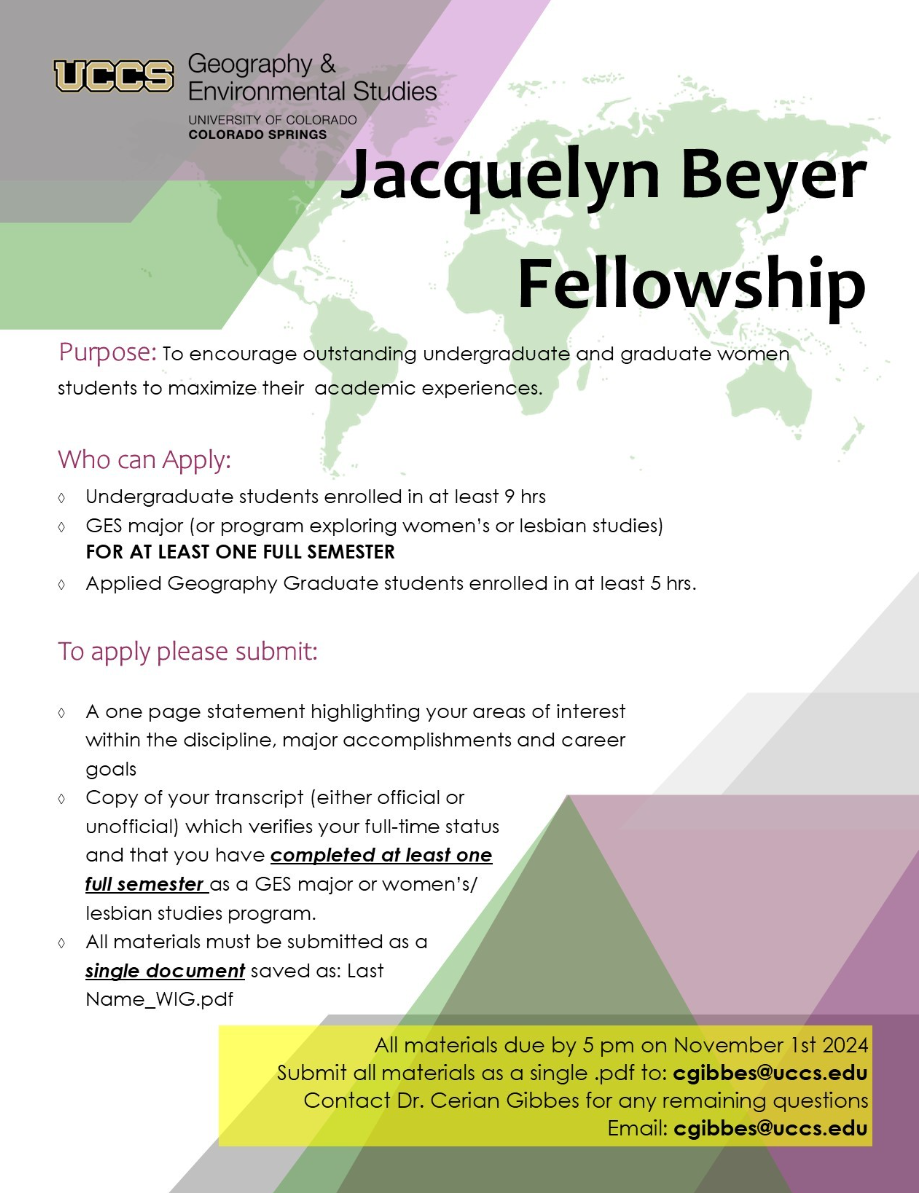 UCCS
Geography &
Environmental Studies
UNIVERSITY OF COLORADO
COLORADO SPRINGS
Jacquelyn Beyer
Fellowship
Purpose: To encourage outstanding undergraduate and graduate women
students to maximize their  academic experiences.
Who can Apply:
◊ Undergraduate students enrolled in at least 9 hrs
◊ GES major (or program exploring women's or lesbian studies)
FOR AT LEAST ONE FULL SEMESTER
◊ Applied Geography Graduate students enrolled in at least 5 hrs.
To apply please submit:
◊ A one page statement highlighting your areas of interest
within the discipline, major accomplishments and career
goals
◊ Copy of your transcript (either official or
unofficial) which verifies your full-time status
and that you have completed at least one
full semester as a GES major or women's/
lesbian studies program.
◊ All materials must be submitted as a
single document saved as: Last
Name_WIG.pdf
All materials due by 5 pm on November 1st 2024
Submit all materials as a single .pdf to: cgibbes@uccs.edu
Contact Dr. Cerian Gibbes for any remaining questions
Email: cgibbes@uccs.edu